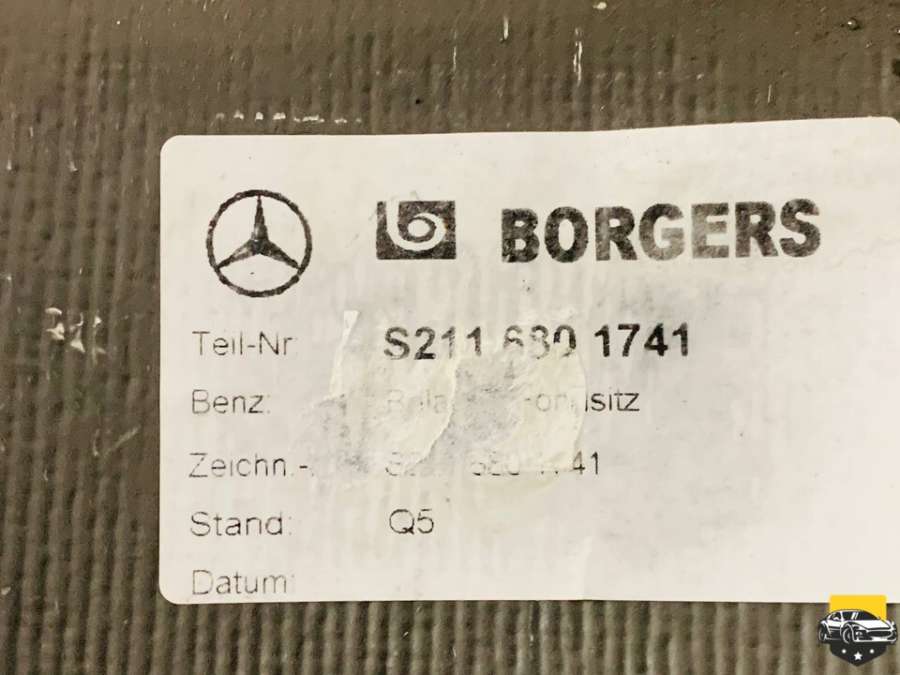 BORGERS
Teil-Nr: S211 680 1741
Benz:
Zeichn.-
Stand: Q5
Datum: